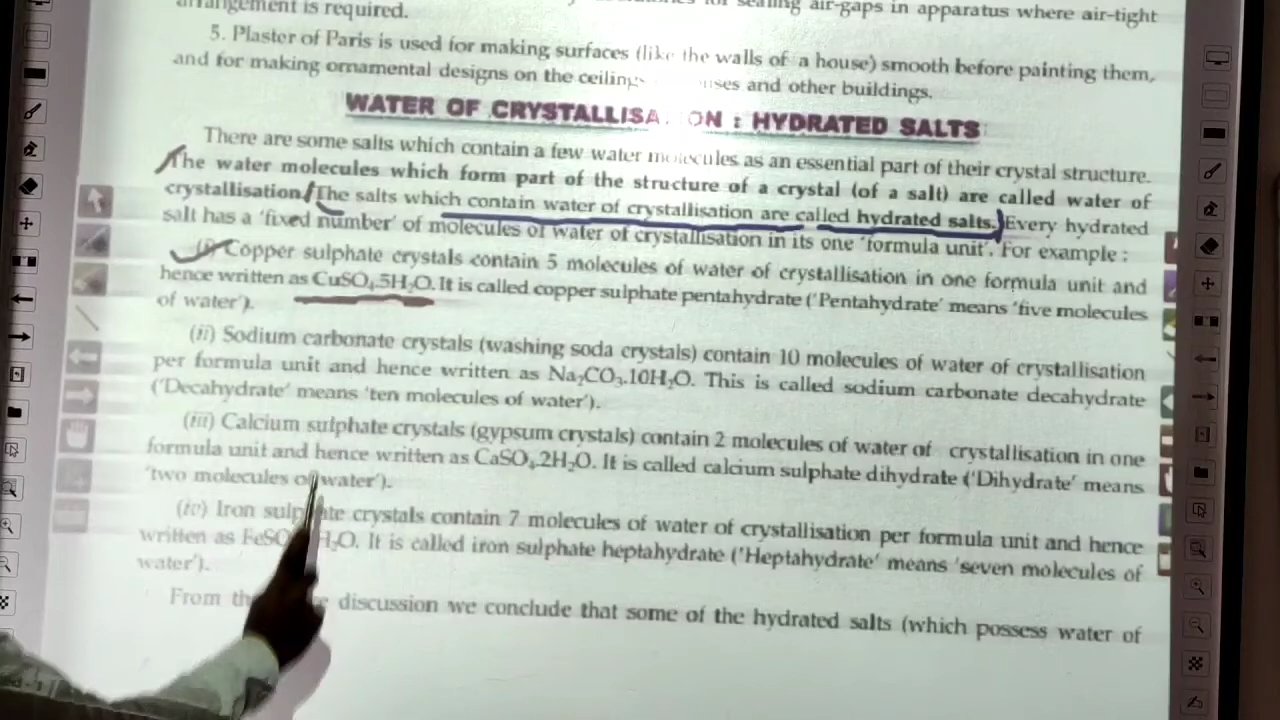 sealing air-gaps in apparatus where air-tight
arrangement is required.
5. Plaster of Paris is used for making surfaces (like the walls of a house) smooth before painting them,
and for making ornamental designs on the ceilings and other buildings.
WATER OF CRYSTALLISA ON : HYDRATED SALTS
There are some salts which contain a few water molecules as an essential part of their crystal structure.
The water molecules which form part of the structure of a crystal (of a salt) are called water of
crystallisation. The salts which contain water of crystallisation are called hydrated salts. Every hydrated
salt has a 'fixed number' of molecules of water of crystallisation in its one 'formula unit'. For example :
(i) Copper sulphate crystals contain 5 molecules of water of crystallisation in one formula unit and
hence written as CuSO₄.5H₂O. It is called copper sulphate pentahydrate ('Pentahydrate' means 'five molecules
of water').
(ii) Sodium carbonate crystals (washing soda crystals) contain 10 molecules of water of crystallisation
per formula unit and hence written as Na₂CO₃.10H₂O. This is called sodium carbonate decahydrate
('Decahydrate' means 'ten molecules of water').
(iii) Calcium sulphate crystals (gypsum crystals) contain 2 molecules of water of crystallisation in one
formula unit and hence written as CaSO₄.2H₂O. It is called calcium sulphate dihydrate ('Dihydrate' means
'two molecules of water').
(iv) Iron sulphate crystals contain 7 molecules of water of crystallisation per formula unit and hence
written as FeSO H₂O. It is called iron sulphate heptahydrate ('Heptahydrate' means 'seven molecules of
water').
From discussion we conclude that some of the hydrated salts (which possess water of